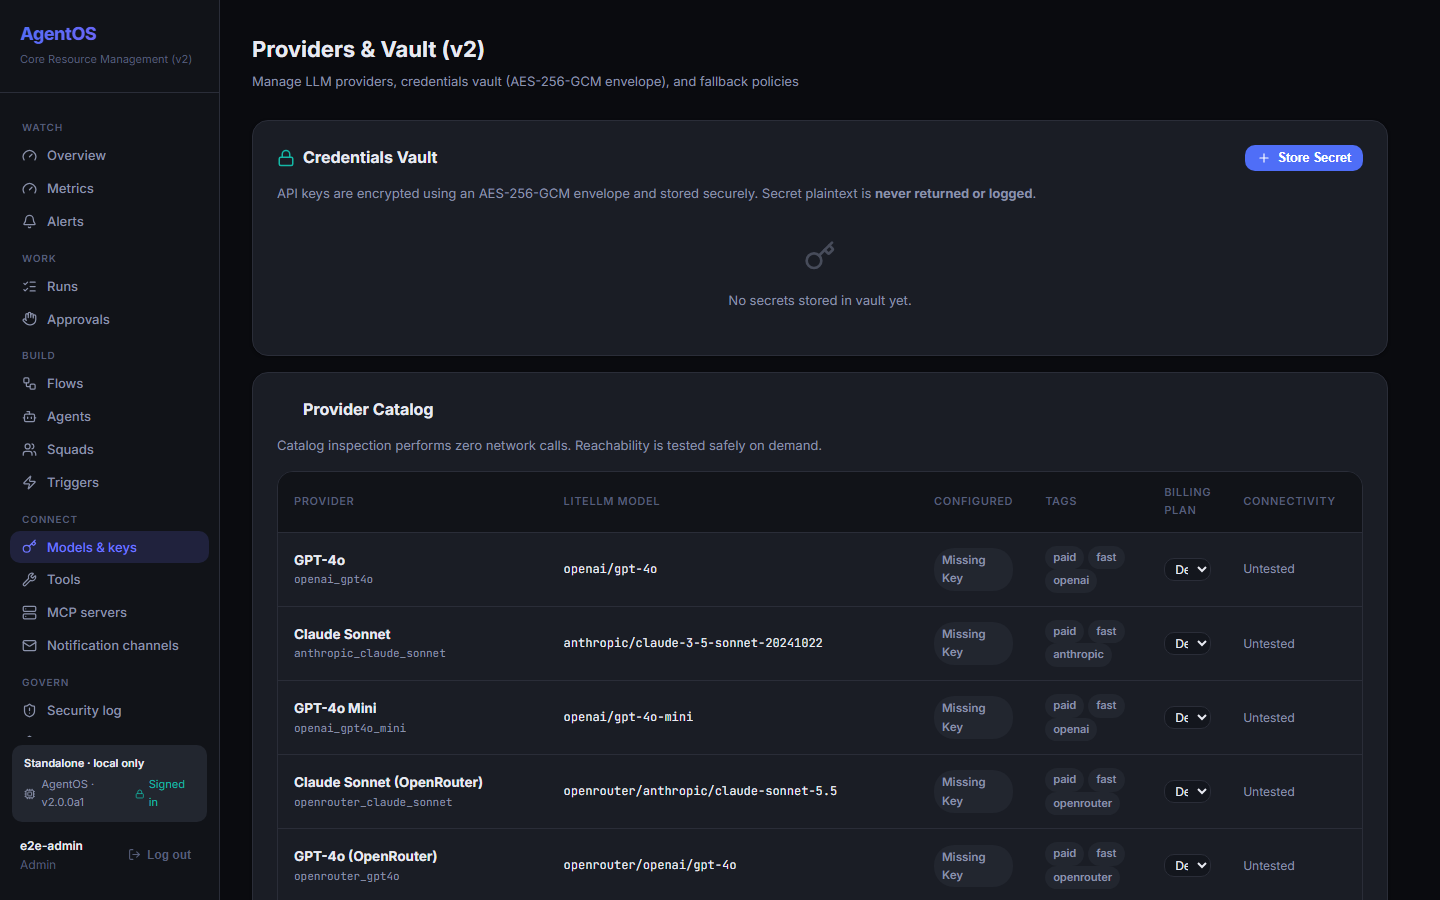 AgentOS
Core Resource Management (v2)
WATCH
Overview
Metrics
Alerts
WORK
Runs
Approvals
BUILD
Flows
Agents
Squads
Triggers
CONNECT
Models & keys
Tools
MCP servers
Notification channels
GOVERN
Security log
Standalone · local only
AgentOS ·
v2.0.0a1
Signed
in
e2e-admin
Admin
Log out
Providers & Vault (v2)
Manage LLM providers, credentials vault (AES-256-GCM envelope), and fallback policies
Credentials Vault
Store Secret
API keys are encrypted using an AES-256-GCM envelope and stored securely. Secret plaintext is never returned or logged.
No secrets stored in vault yet.
Provider Catalog
Catalog inspection performs zero network calls. Reachability is tested safely on demand.
PROVIDER LITELLM MODEL CONFIGURED TAGS BILLING PLAN CONNECTIVITY
GPT-4o
openai_gpt4o
openai/gpt-4o
Missing
Key
paid fast
openai
De
Untested
Claude Sonnet
anthropic_claude_sonnet
anthropic/claude-3-5-sonnet-20241022
Missing
Key
paid fast
anthropic
De
Untested
GPT-4o Mini
openai_gpt4o_mini
openai/gpt-4o-mini
Missing
Key
paid fast
openai
De
Untested
Claude Sonnet (OpenRouter)
openrouter_claude_sonnet
openrouter/anthropic/claude-sonnet-5.5
Missing
Key
paid fast
openrouter
De
Untested
GPT-4o (OpenRouter)
openrouter_gpt4o
openrouter/openai/gpt-4o
Missing
Key
paid fast
openrouter
De
Untested